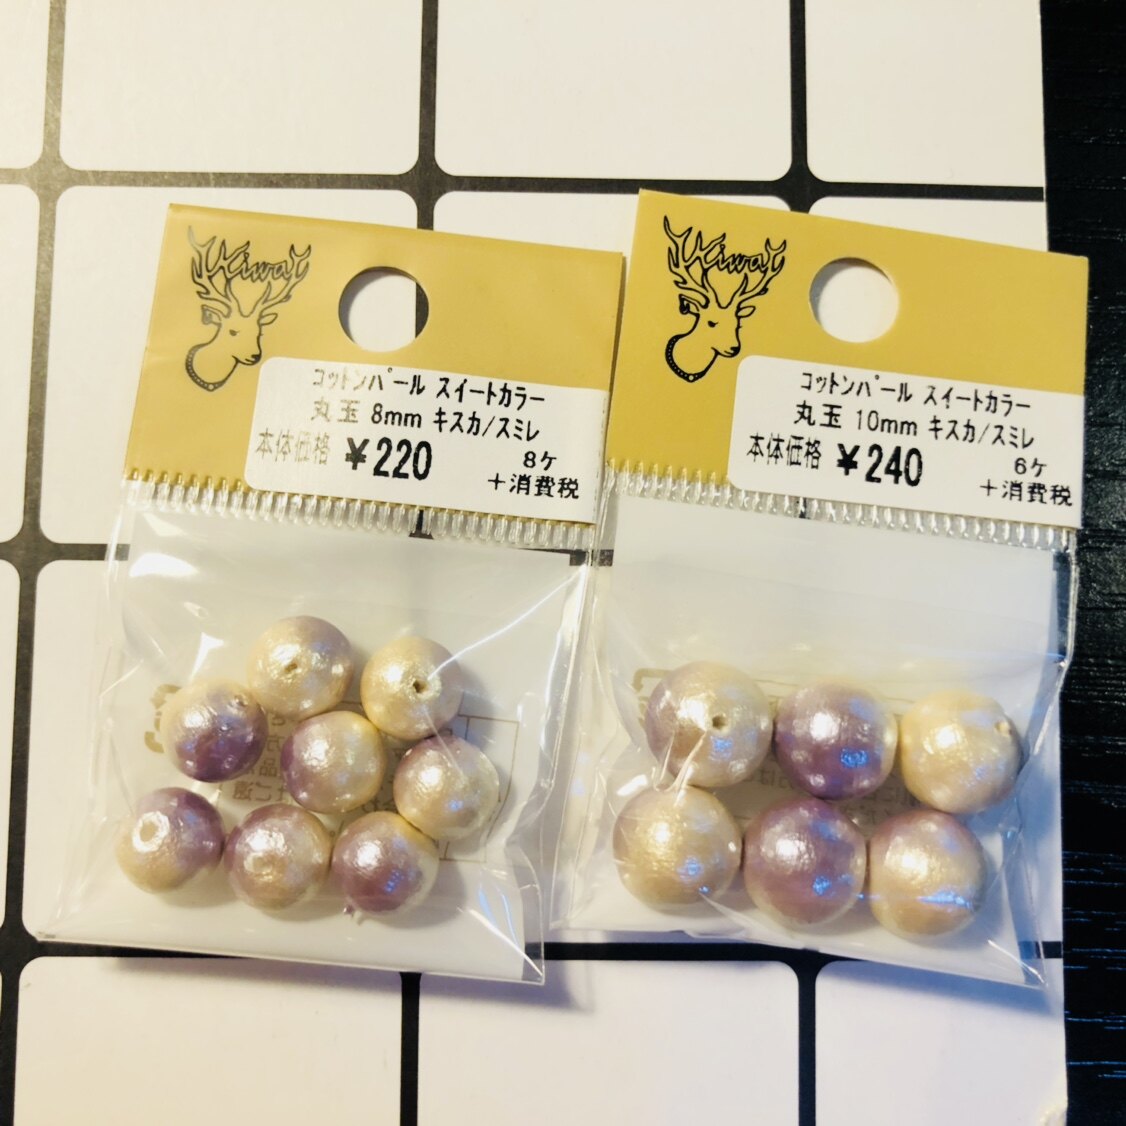 Kiwa
コットンパール スイートカラー
丸玉 8mm キスカ/スミレ
本体価格 ¥220 8ケ
+消費税
Kiwa
コットンパール スイートカラー
丸玉 10mm キスカ/スミレ
本体価格 ¥240 6ケ
+消費税